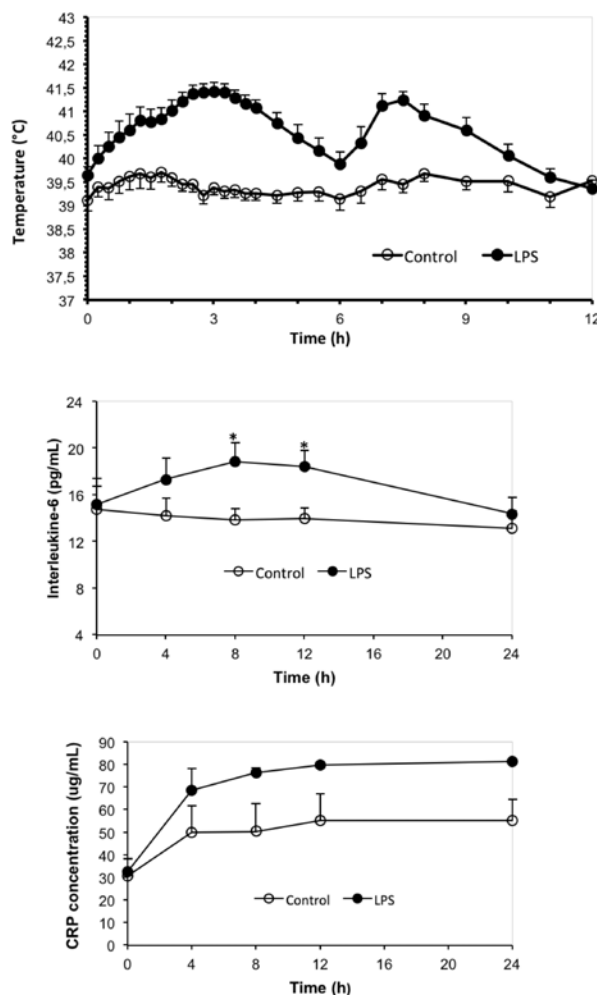 43
42,5
42
41,5
41
40,5
40
39,5
39
38,5
38
37,5
37
Temperature (°C)
Control LPS
0 3 6 9 12
Time (h)
24
20
16
12
8
4
Interleukine-6 (pg/mL)
* *
Control LPS
0 4 8 12 16 20 24
Time (h)
90
80
70
60
50
40
30
20
10
0
CRP concentration (ug/mL)
Control LPS
0 4 8 12 16 20 24
Time (h)